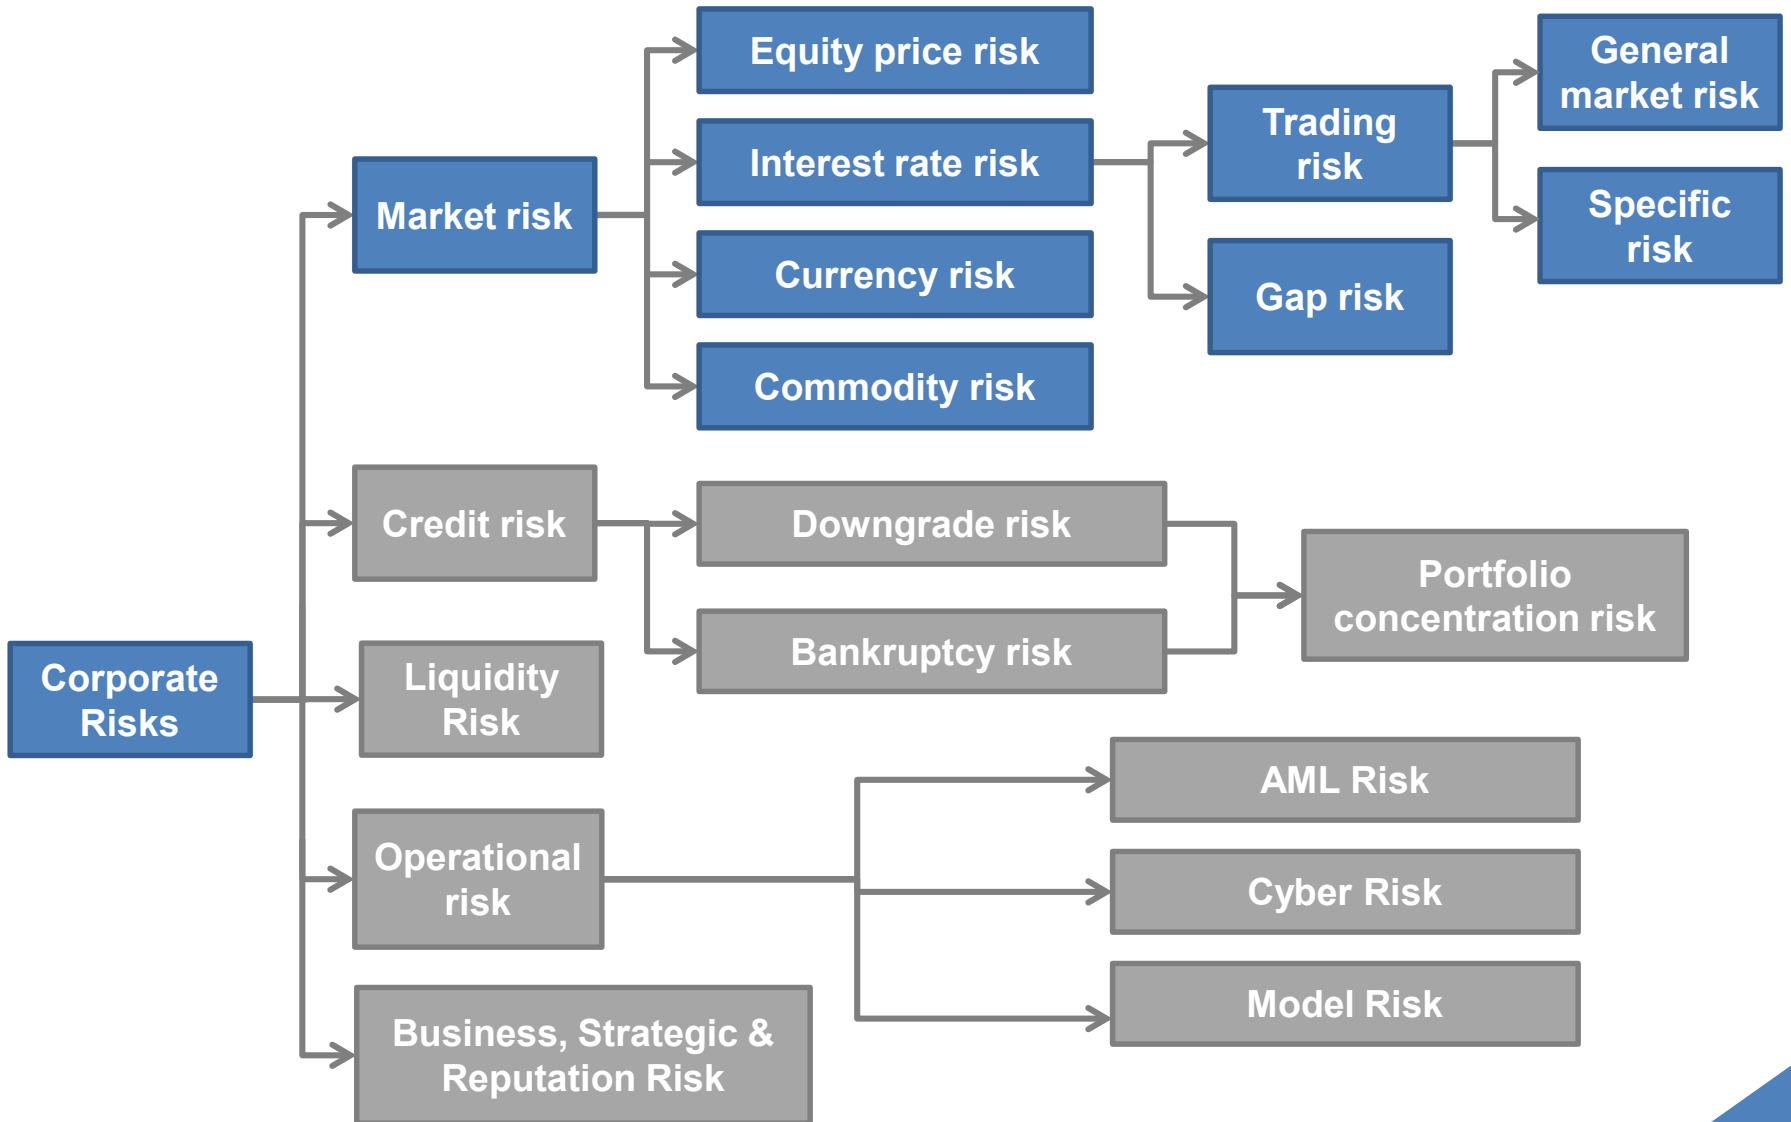 Equity price risk
General
market risk
Trading
risk
Interest rate risk
Market risk
Specific
risk
Currency risk
Gap risk
Commodity risk
Credit risk
Downgrade risk
Portfolio
concentration risk
Bankruptcy risk
Corporate
Risks
Liquidity
Risk
AML Risk
Operational
risk
Cyber Risk
Model Risk
Business, Strategic &
Reputation Risk